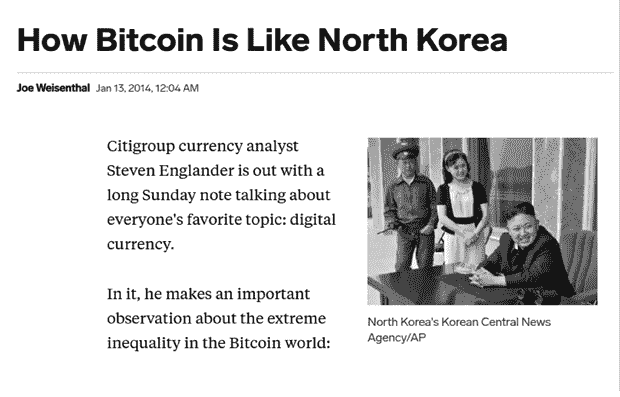 How Bitcoin Is Like North Korea
Joe Weisenthal Jan 13, 2014, 12:04 AM
Citigroup currency analyst
Steven Englander is out with a
long Sunday note talking about
everyone's favorite topic: digital
currency.
In it, he makes an important
observation about the extreme
inequality in the Bitcoin world:
North Korea's Korean Central News
Agency/AP